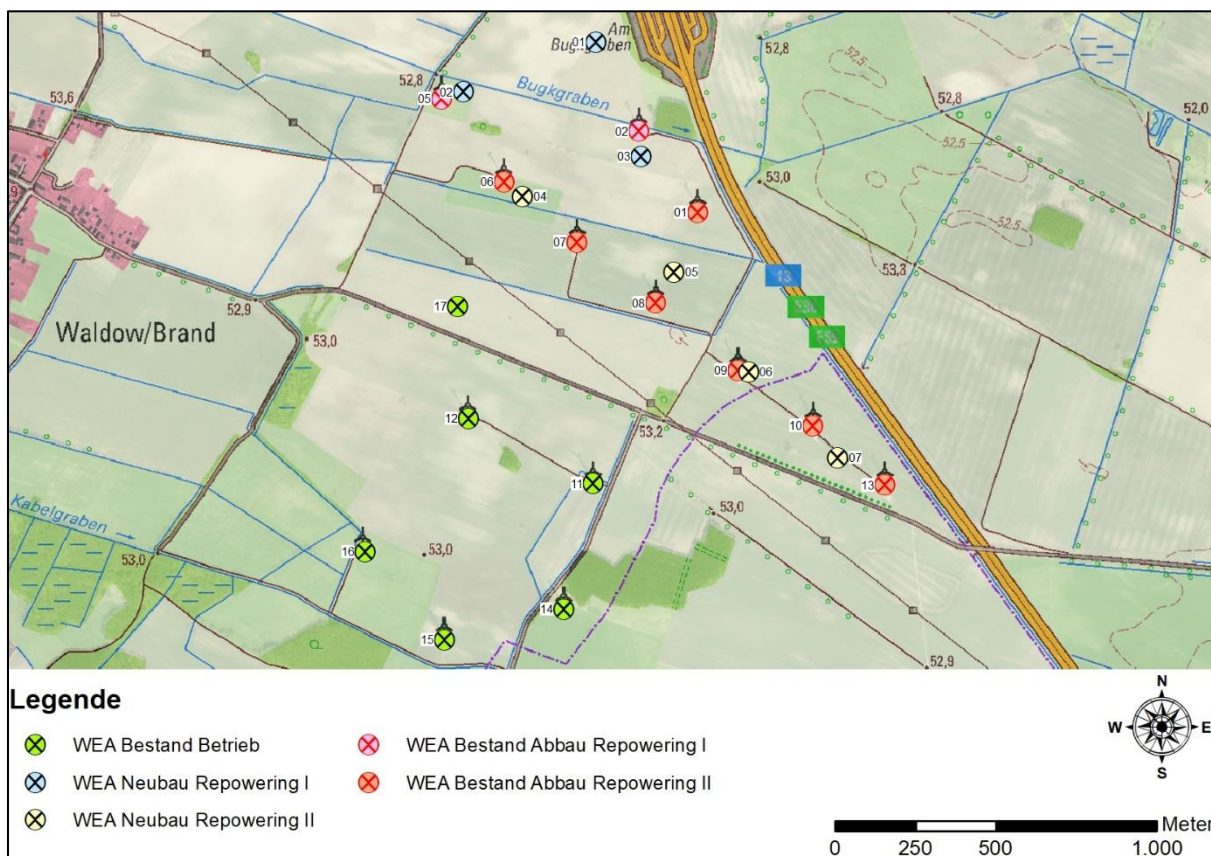 Am
01
Bugkgraben
52,8
52,5
52,8
02
05
Bugkgraben
52,8
52,0
53,6
02
03
06
04
53,0
52,5
01
07
05
13
53,3
08
17
52,9
Waldow/Brand
53,0
09
06
12
53,2
10
07
11
13
Kabelgraben
53,0
16
53,0
53,0
14
15
52,9
Legende
WEA Bestand Betrieb
WEA Bestand Abbau Repowering I
WEA Neubau Repowering I
WEA Bestand Abbau Repowering II
WEA Neubau Repowering II
N
W E
S
Meter
0 250 500 1.000